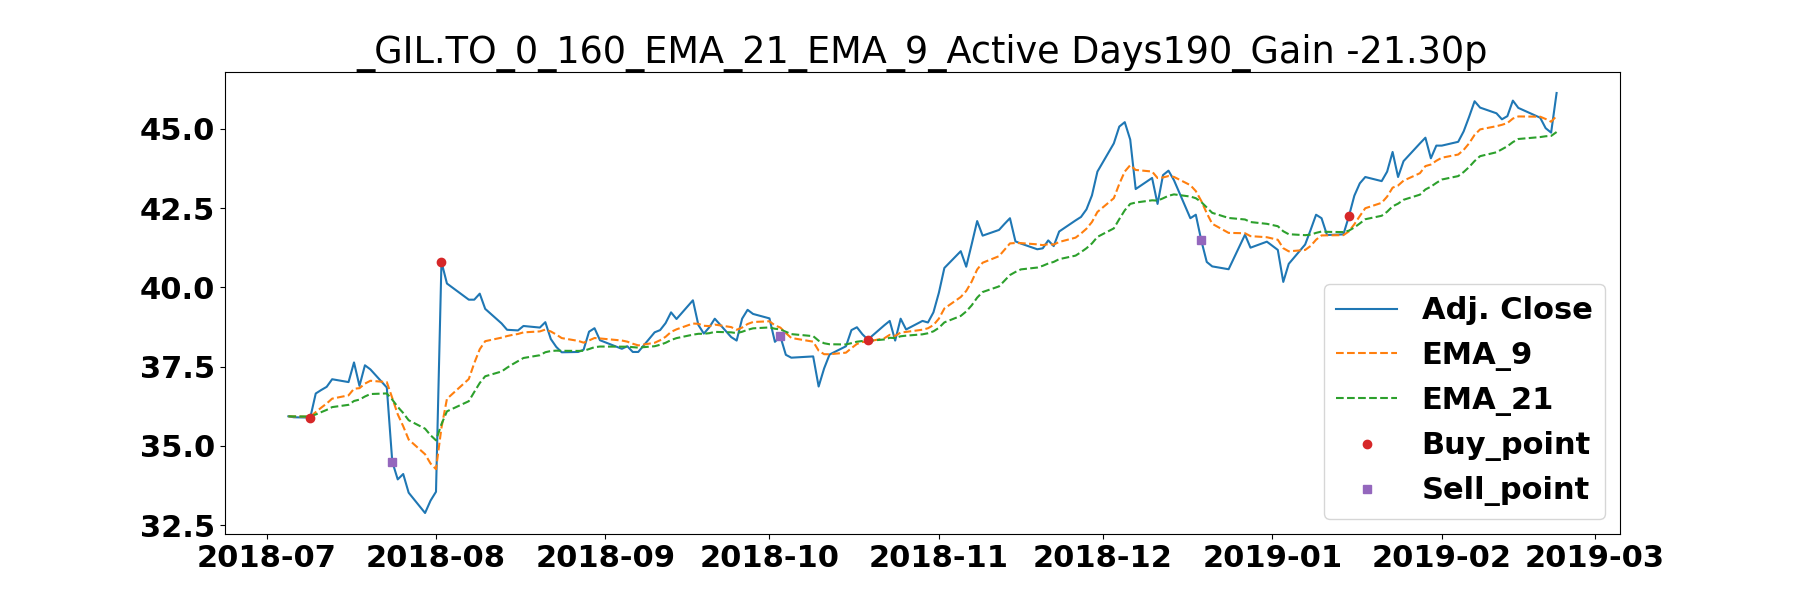 _GIL.TO_0_160_EMA_21_EMA_9_Active Days190_Gain -21.30p
45.0
42.5
40.0
37.5
35.0
32.5
Adj. Close
EMA_9
EMA_21
Buy_point
Sell_point
2018-07 2018-08 2018-09 2018-10 2018-11 2018-12 2019-01 2019-02 2019-03